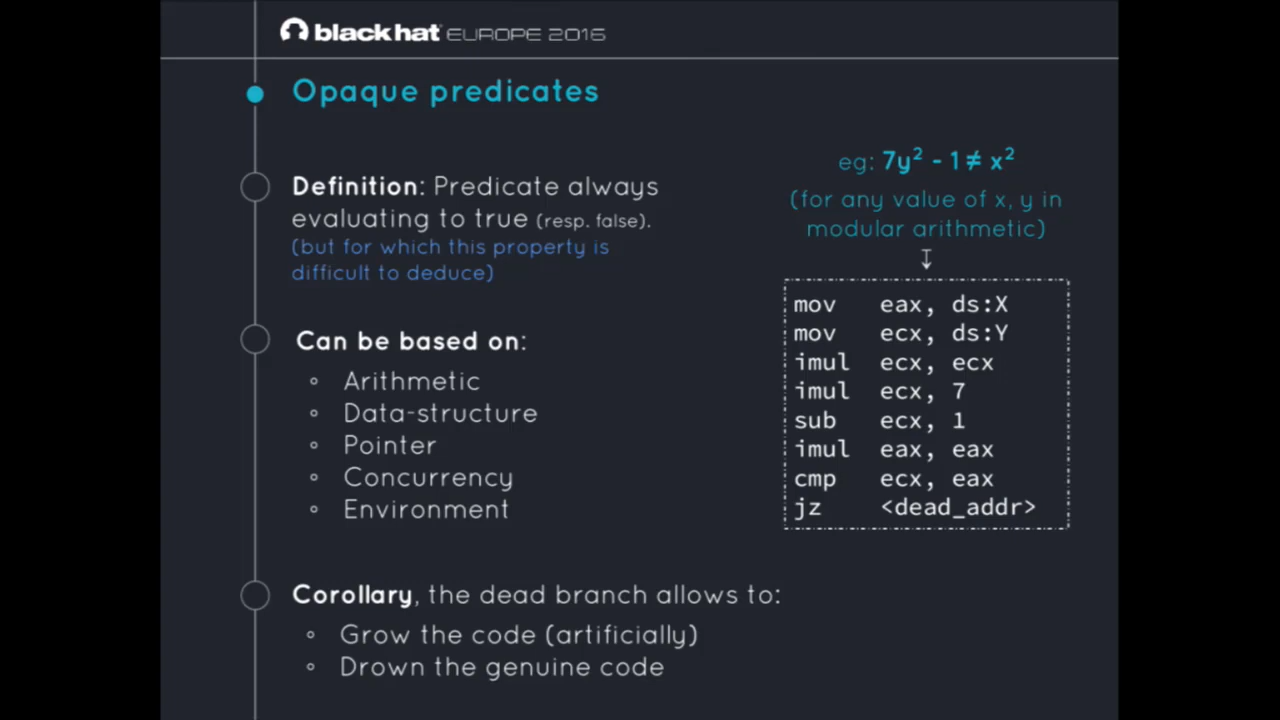 black hat EUROPE 2016
Opaque predicates
Definition: Predicate always
evaluating to true (resp. false).
(but for which this property is
difficult to deduce)
Can be based on:
◦ Arithmetic
◦ Data-structure
◦ Pointer
◦ Concurrency
◦ Environment
eg: 7y² - 1 ≠ x²
(for any value of x, y in
modular arithmetic)
↓
mov eax, ds:X
mov ecx, ds:Y
imul ecx, ecx
imul ecx, 7
sub ecx, 1
imul eax, eax
cmp ecx, eax
jz <dead_addr>
Corollary, the dead branch allows to:
◦ Grow the code (artificially)
◦ Drown the genuine code